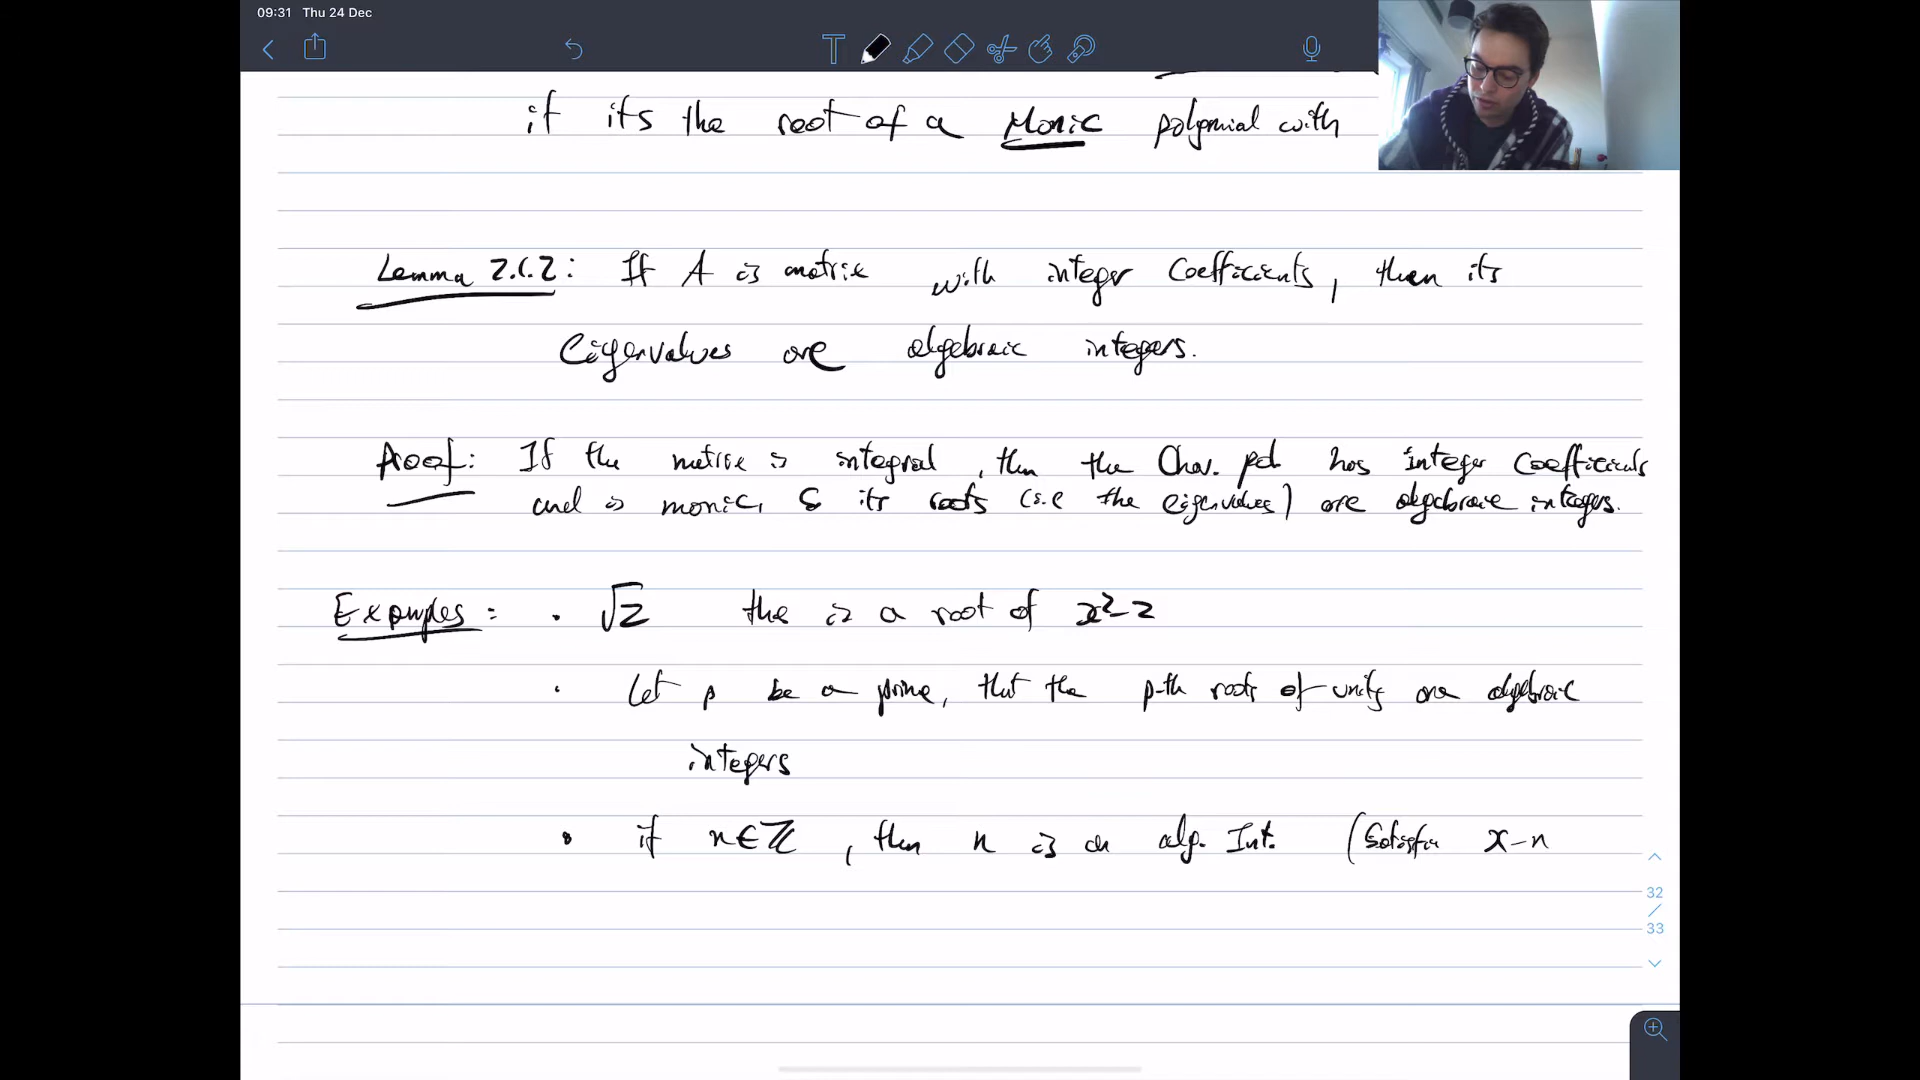 09:31 Thu 24 Dec
T
if its the root of a Monic polynomial with
Lemma 2.1.2: If A is matrix with integer Coefficients, then its
Eigenvalues are algebraic integers.
Proof: If the matrix is integral, then the Char. pol has integer Coefficients
and is monic, & its roots (i.e the eigenvalues) are algebraic integers.
Examples: · √2 the is a root of x²-2
· Let p be a prime, that the p-th roots of unity are algebraic
integers
• if n∈ℤ, then n is an alg. Int. (Satisfies x-n
32
/
33